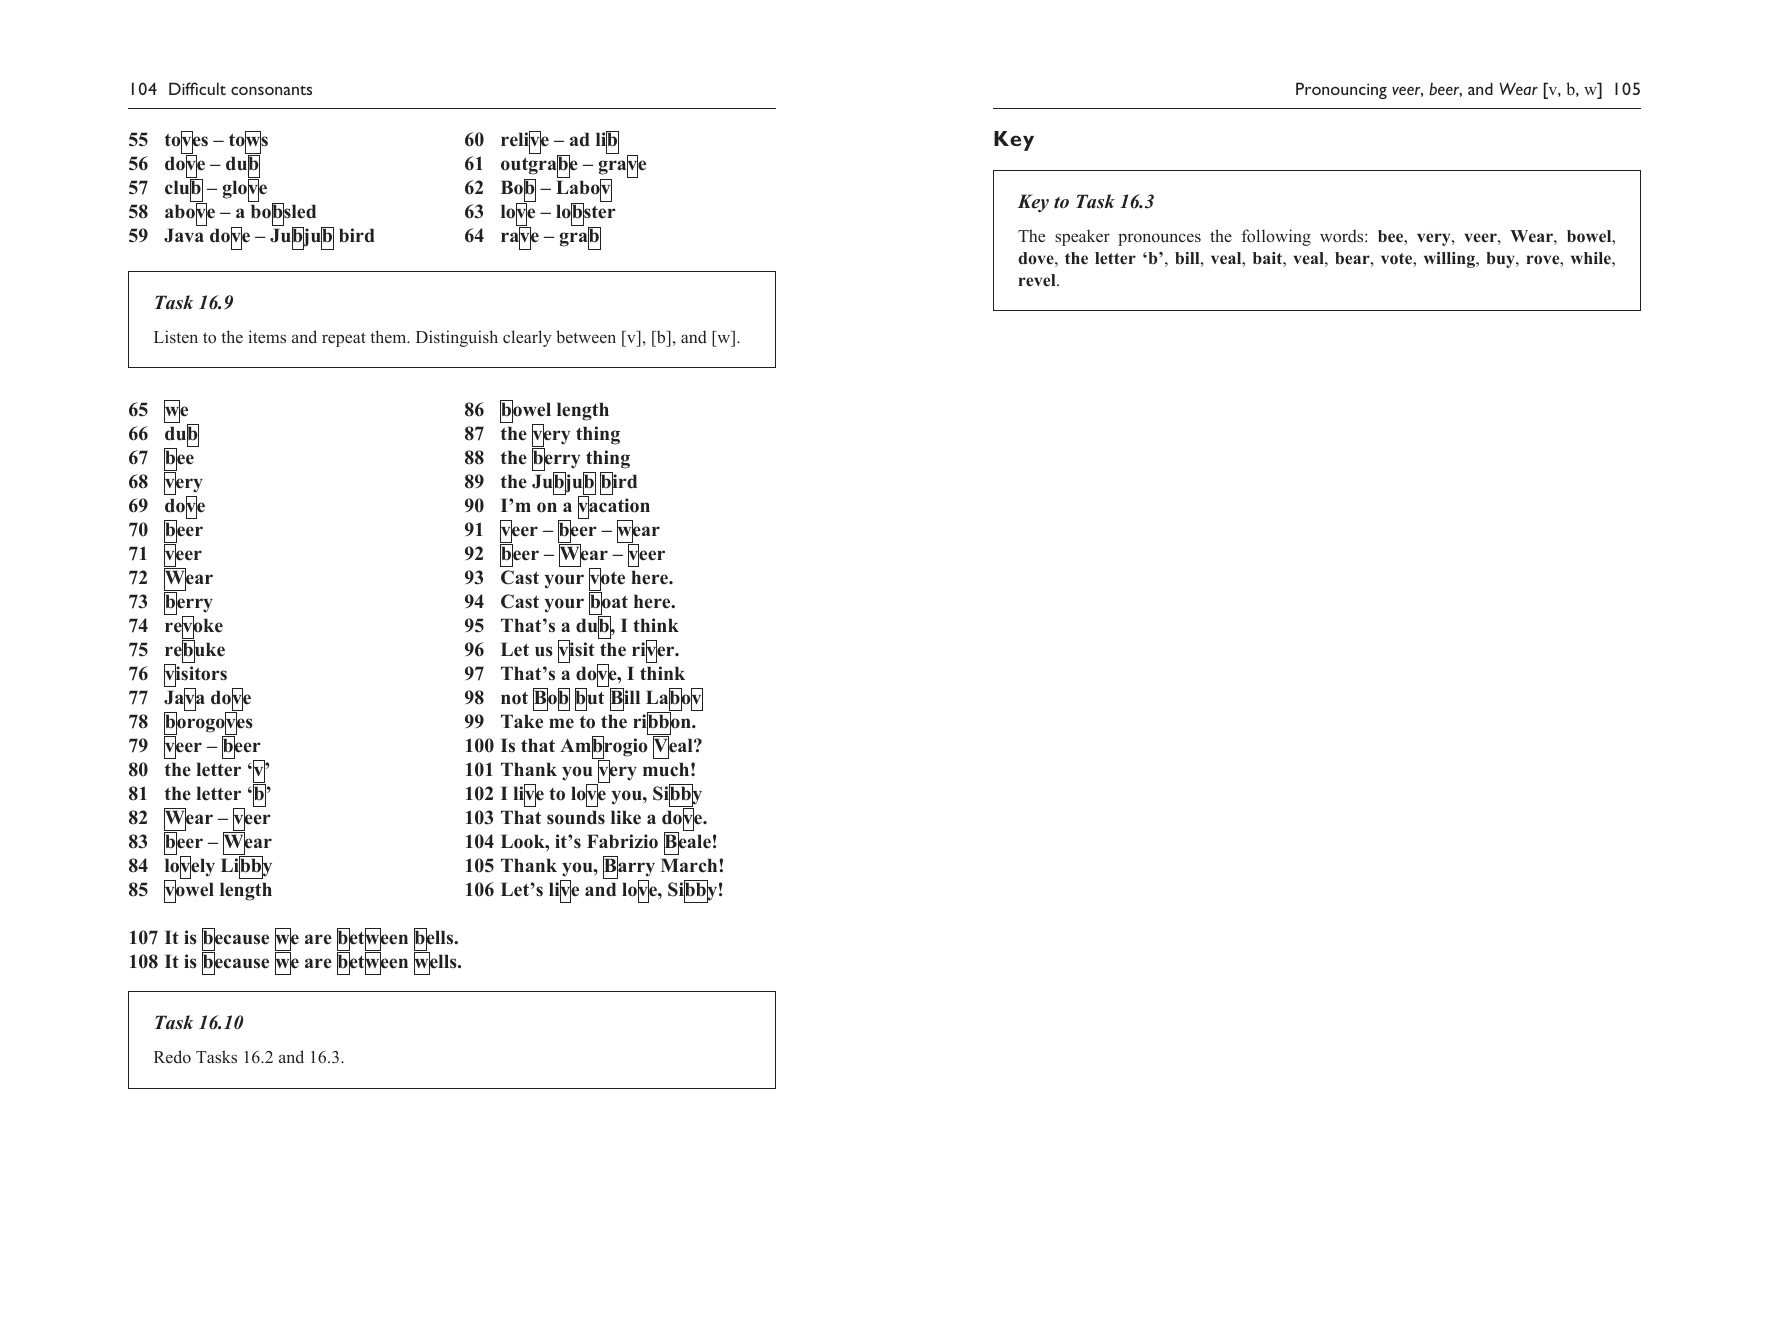 104 Difficult consonants
55 toves – tows
56 dove – dub
57 club – glove
58 above – a bobsled
59 Java dove – Jubjub bird
60 relive – ad lib
61 outgrabe – grave
62 Bob – Labov
63 love – lobster
64 rave – grab
Task 16.9
Listen to the items and repeat them. Distinguish clearly between [v], [b], and [w].
65 we
66 dub
67 bee
68 very
69 dove
70 beer
71 veer
72 Wear
73 berry
74 revoke
75 rebuke
76 visitors
77 Java dove
78 borogoves
79 veer – beer
80 the letter ‘v’
81 the letter ‘b’
82 Wear – veer
83 beer – Wear
84 lovely Libby
85 vowel length
86 bowel length
87 the very thing
88 the berry thing
89 the Jubjub bird
90 I’m on a vacation
91 veer – beer – wear
92 beer – Wear – veer
93 Cast your vote here.
94 Cast your boat here.
95 That’s a dub, I think
96 Let us visit the river.
97 That’s a dove, I think
98 not Bob but Bill Labov
99 Take me to the ribbon.
100 Is that Ambrogio Veal?
101 Thank you very much!
102 I live to love you, Sibby
103 That sounds like a dove.
104 Look, it’s Fabrizio Beale!
105 Thank you, Barry March!
106 Let’s live and love, Sibby!
107 It is because we are between bells.
108 It is because we are between wells.
Task 16.10
Redo Tasks 16.2 and 16.3.
Pronouncing veer, beer, and Wear [v, b, w] 105
Key
Key to Task 16.3
The speaker pronounces the following words: bee, very, veer, Wear, bowel,
dove, the letter ‘b’, bill, veal, bait, veal, bear, vote, willing, buy, rove, while,
revel.